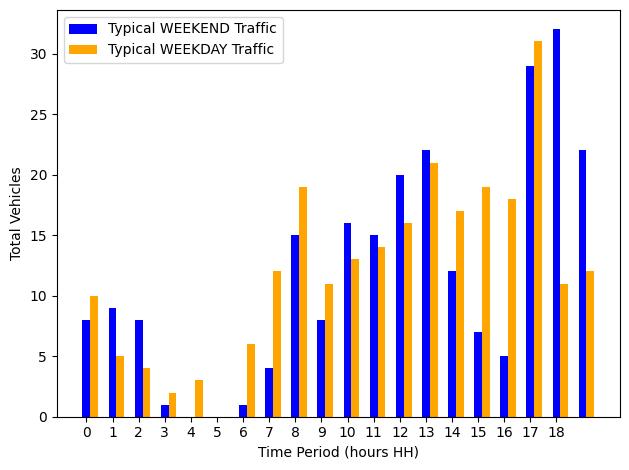 Typical WEEKEND Traffic
Typical WEEKDAY Traffic
Total Vehicles
30
25
20
15
10
5
0
0 1 2 3 4 5 6 7 8 9 10 11 12 13 14 15 16 17 18
Time Period (hours HH)